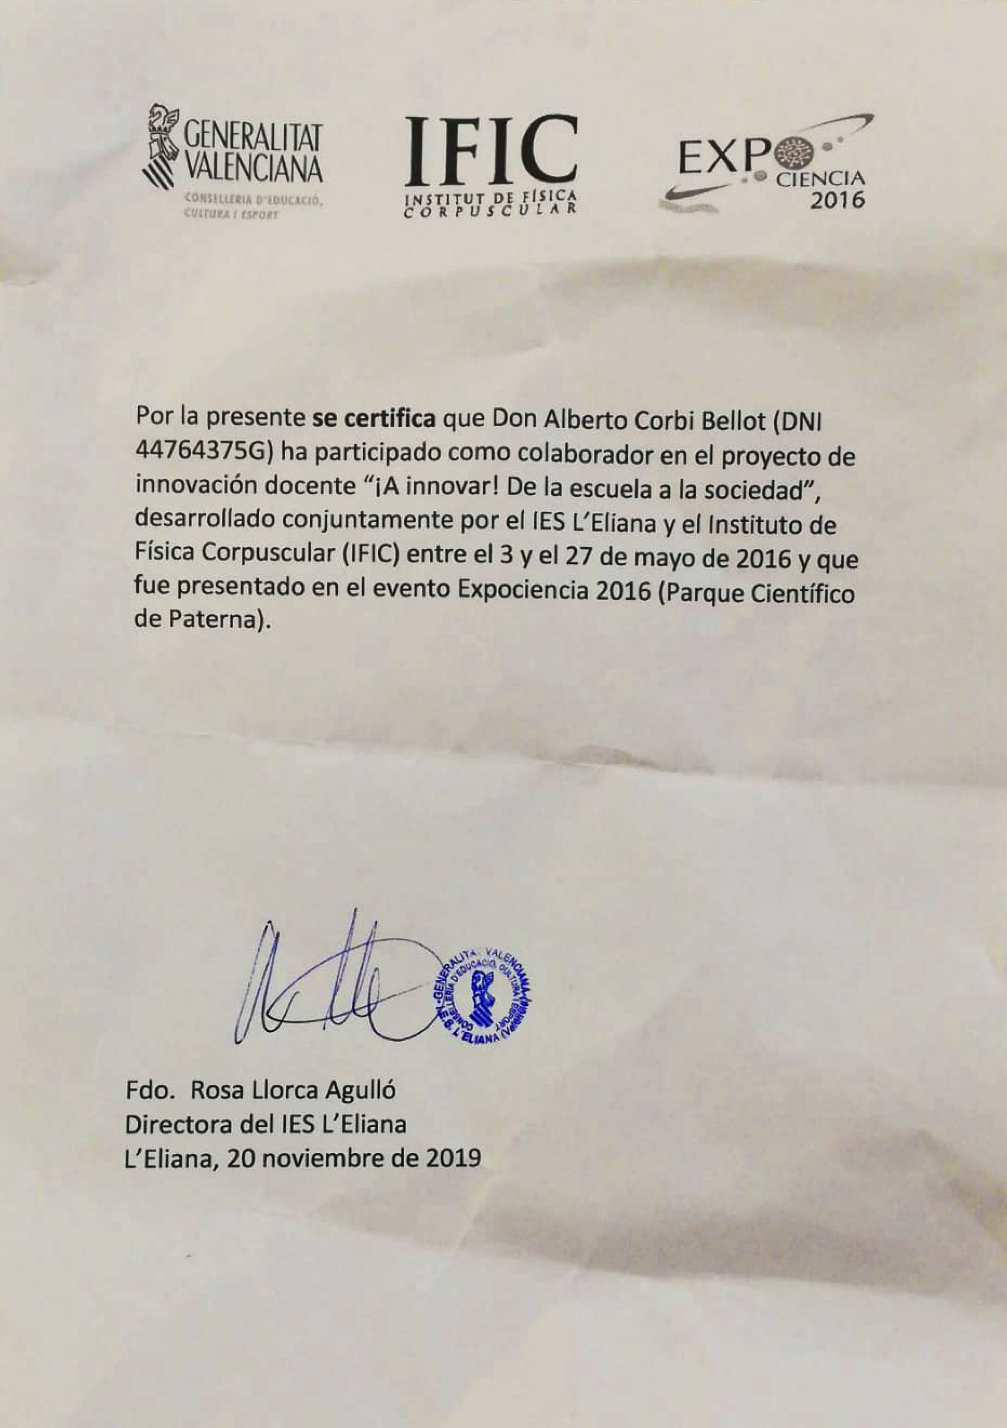 GENERALITAT
VALENCIANA
CONSELLERIA D'EDUCACIÓ,
CULTURA I ESPORT
IFIC
INSTITUT DE FÍSICA
CORPUSCULAR
EXPO
CIENCIA
2016
Por la presente se certifica que Don Alberto Corbi Bellot (DNI
44764375G) ha participado como colaborador en el proyecto de
innovación docente “¡A innovar! De la escuela a la sociedad”,
desarrollado conjuntamente por el IES L’Eliana y el Instituto de
Física Corpuscular (IFIC) entre el 3 y el 27 de mayo de 2016 y que
fue presentado en el evento Expociencia 2016 (Parque Científico
de Paterna).
GENERALITAT VALENCIANA
CONSELLERIA D'EDUCACIÓ, CULTURA I ESPORT
I.E.S. L'ELIANA (Valencia)
Fdo. Rosa Llorca Agulló
Directora del IES L’Eliana
L’Eliana, 20 noviembre de 2019